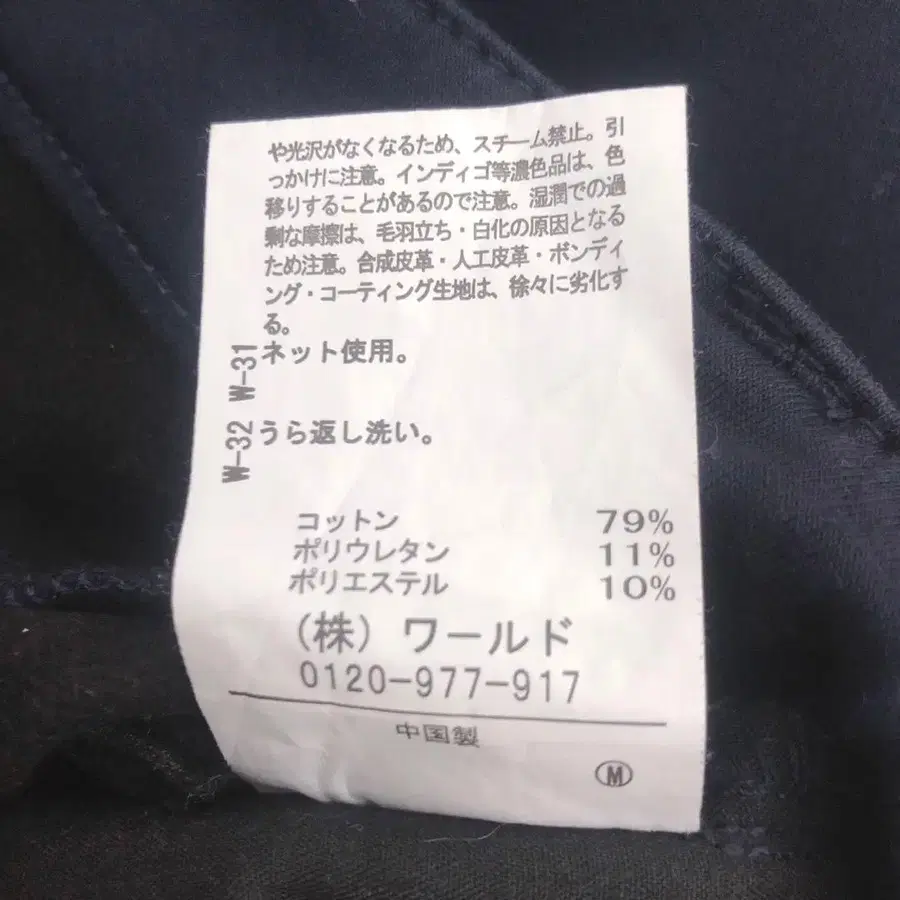 や光沢がなくなるため、スチーム禁止。引
っかけに注意。インディゴ等濃色品は、色
移りすることがあるので注意。湿潤での過
剰な摩擦は、毛羽立ち・白化の原因となる
ため注意。合成皮革・人工皮革・ボンディ
ング・コーティング生地は、徐々に劣化す
る。
W-31 ネット使用。
W-32 うら返し洗い。
コットン 79%
ポリウレタン 11%
ポリエステル 10%
(株) ワールド
0120-977-917
中国製
M